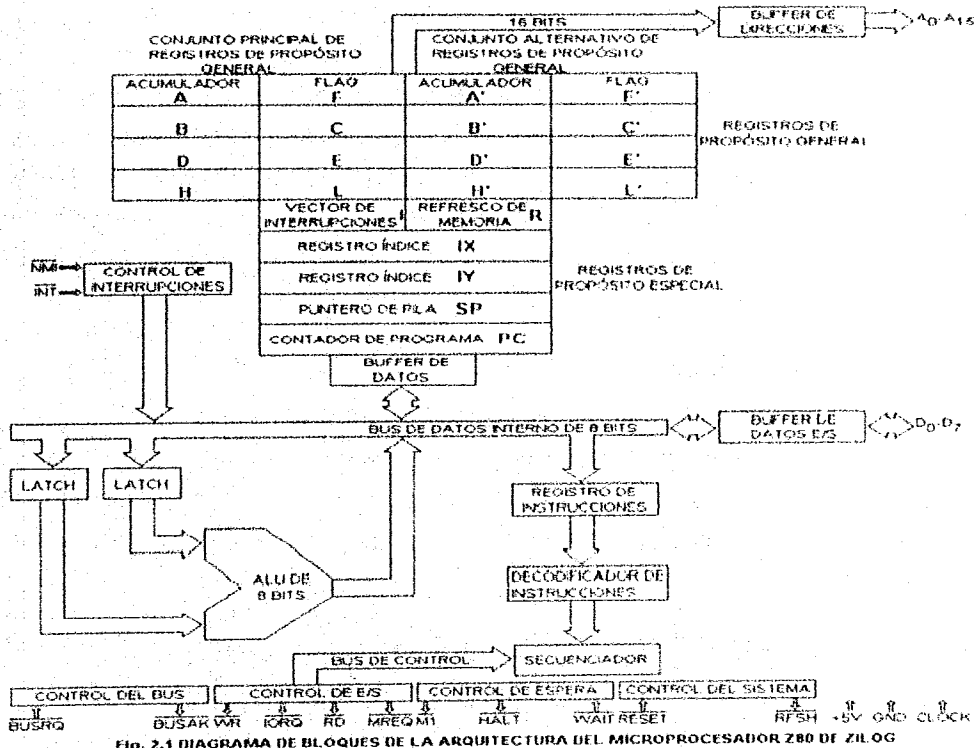 16 BITS
BUFFER DE
DIRECCIONES
A0-A15
CONJUNTO PRINCIPAL DE
REGISTROS DE PROPÓSITO
GENERAL
CONJUNTO ALTERNATIVO DE
REGISTROS DE PROPÓSITO
GENERAL
ACUMULADOR
A
FLAG
F
ACUMULADOR
A'
FLAG
F'
B
C
B'
C'
D
E
D'
E'
H
L
H'
L'
REGISTROS DE
PROPÓSITO GENERAL
VECTOR DE
INTERRUPCIONES I
REFRESCO DE
MEMORIA R
REGISTRO ÍNDICE IX
REGISTRO ÍNDICE IY
PUNTERO DE PILA SP
CONTADOR DE PROGRAMA PC
REGISTROS DE
PROPÓSITO ESPECIAL
NMI
INT
CONTROL DE
INTERRUPCIONES
BUFFER DE
DATOS
BUS DE DATOS INTERNO DE 8 BITS
BUFFER DE
DATOS E/S
D0-D7
LATCH
LATCH
REGISTRO DE
INSTRUCCIONES
ALU DE
8 BITS
DECODIFICADOR DE
INSTRUCCIONES
BUS DE CONTROL
SECUENCIADOR
CONTROL DEL BUS
CONTROL DE E/S
CONTROL DE ESPERA
CONTROL DEL SISTEMA
BUSRQ BUSAK WR IORQ RD MREQ M1 HALT WAIT RESET RFSH +5V GND CLOCK
Fig. 2.1 DIAGRAMA DE BLOQUES DE LA ARQUITECTURA DEL MICROPROCESADOR Z80 DE ZILOG